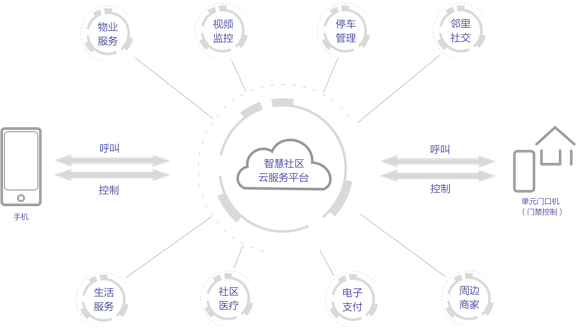 物业
服务
视频
监控
停车
管理
邻里
社交
呼叫
控制
手机
智慧社区
云服务平台
呼叫
控制
单元门口机
（门禁控制）
生活
服务
社区
医疗
电子
支付
周边
商家